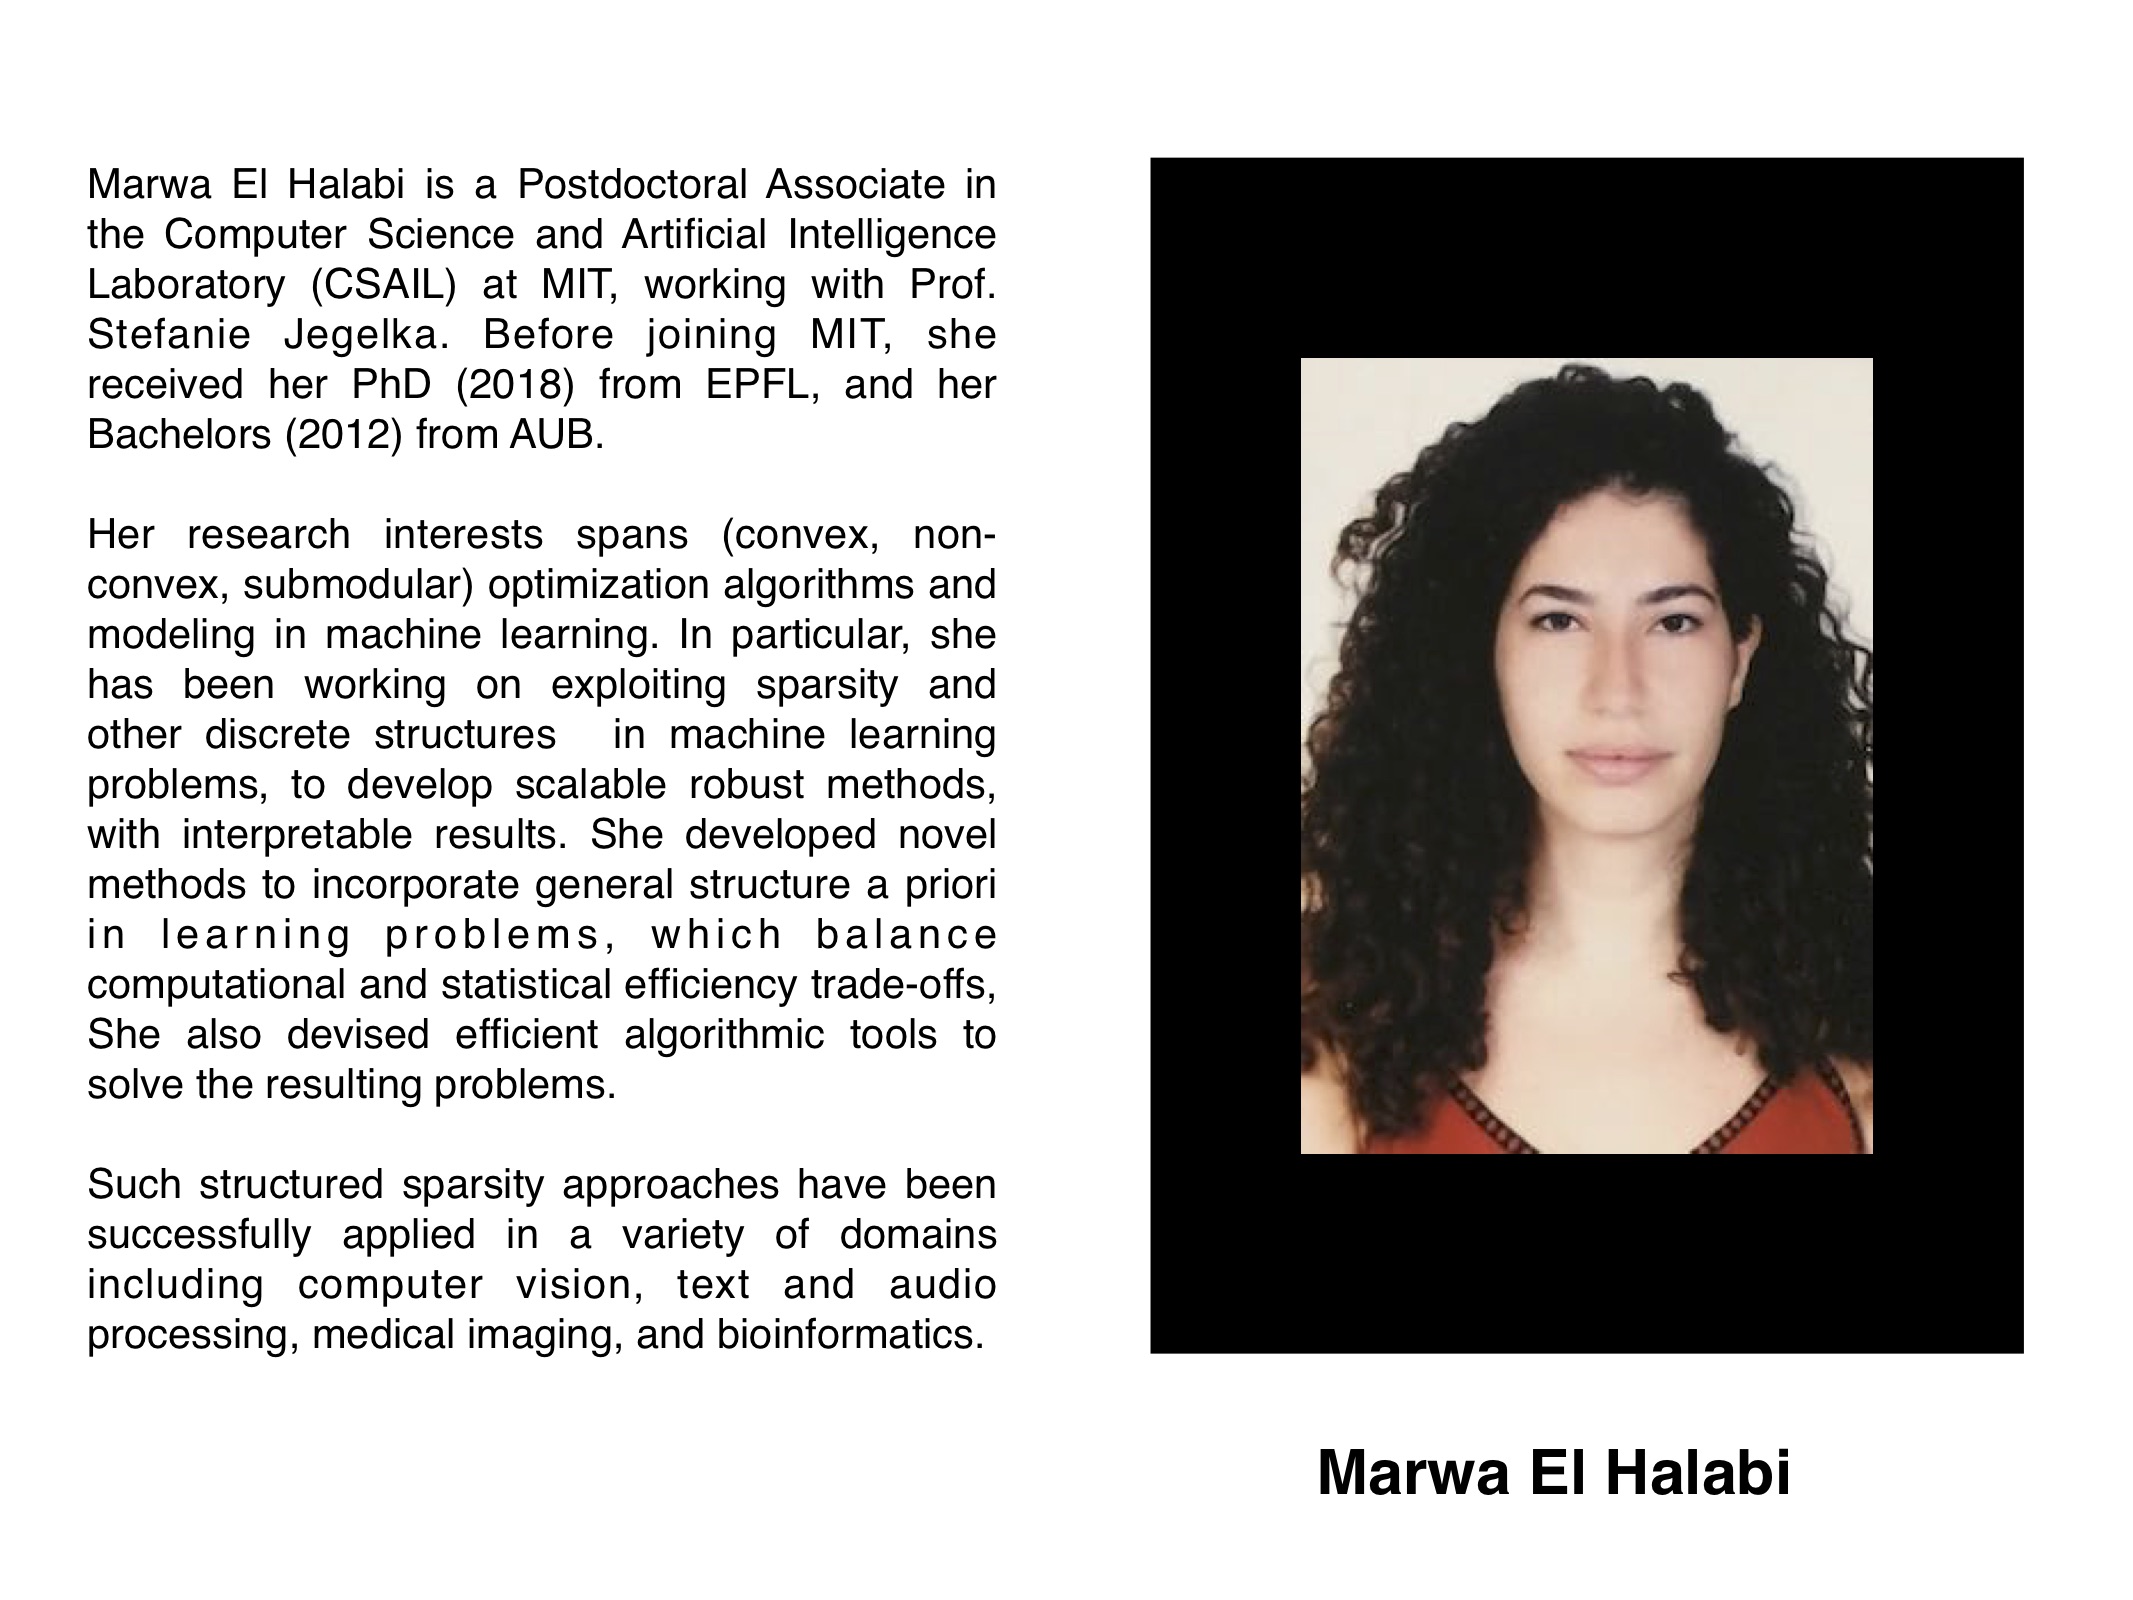 Marwa El Halabi is a Postdoctoral Associate in
the Computer Science and Artificial Intelligence
Laboratory (CSAIL) at MIT, working with Prof.
Stefanie Jegelka. Before joining MIT, she
received her PhD (2018) from EPFL, and her
Bachelors (2012) from AUB.
Her research interests spans (convex, non-
convex, submodular) optimization algorithms and
modeling in machine learning. In particular, she
has been working on exploiting sparsity and
other discrete structures in machine learning
problems, to develop scalable robust methods,
with interpretable results. She developed novel
methods to incorporate general structure a priori
in learning problems, which balance
computational and statistical efficiency trade-offs,
She also devised efficient algorithmic tools to
solve the resulting problems.
Such structured sparsity approaches have been
successfully applied in a variety of domains
including computer vision, text and audio
processing, medical imaging, and bioinformatics.
Marwa El Halabi